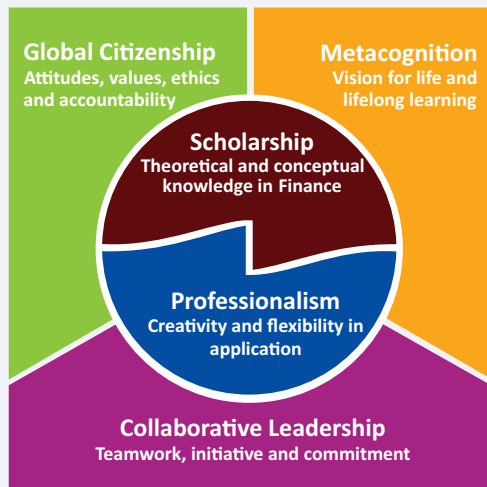 Global Citizenship
Attitudes, values, ethics
and accountability
Metacognition
Vision for life and
lifelong learning
Scholarship
Theoretical and conceptual
knowledge in Finance
Professionalism
Creativity and flexibility in
application
Collaborative Leadership
Teamwork, initiative and commitment